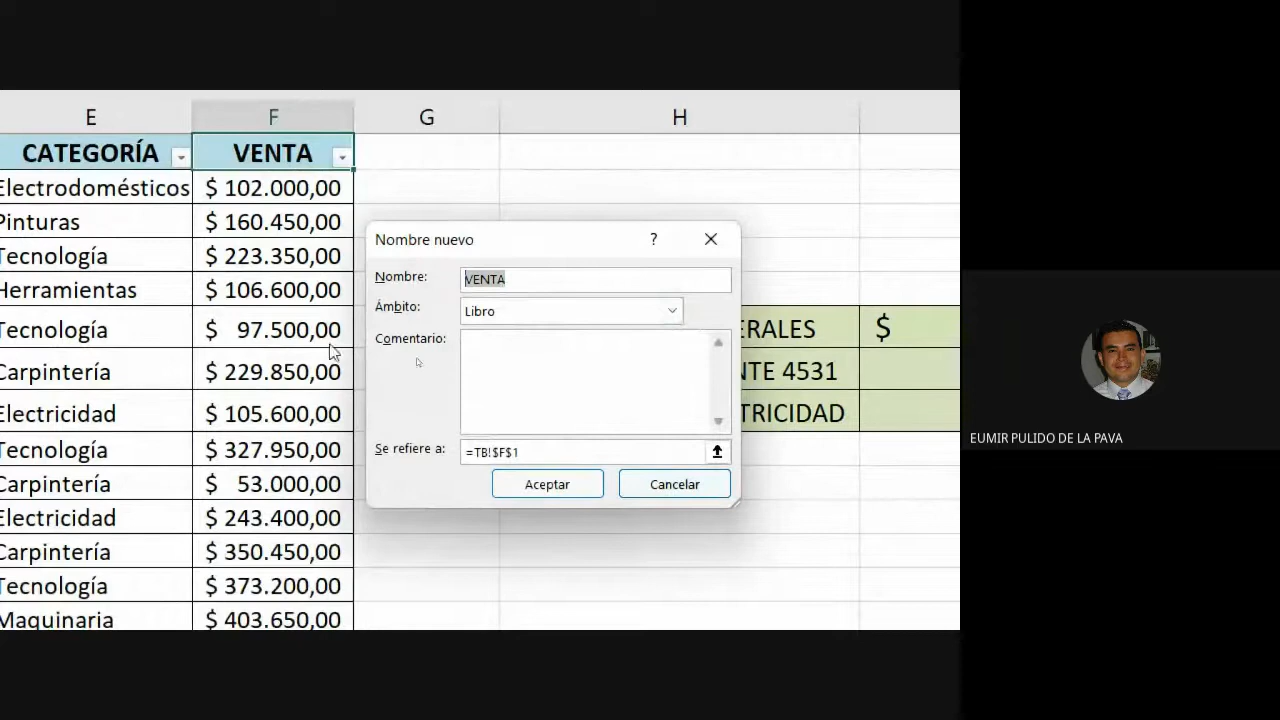 E F G H
CATEGORÍA VENTA
Electrodomésticos $ 102.000,00
Pinturas $ 160.450,00
Tecnología $ 223.350,00
Herramientas $ 106.600,00
Tecnología $ 97.500,00
Carpintería $ 229.850,00
Electricidad $ 105.600,00
Tecnología $ 327.950,00
Carpintería $ 53.000,00
Electricidad $ 243.400,00
Carpintería $ 350.450,00
Tecnología $ 373.200,00
Maquinaria $ 403.650,00
Nombre nuevo ?
Nombre: VENTA
Ámbito: Libro
Comentario:
Se refiere a: =TB!$F$1
Aceptar Cancelar
ERALES $
NTE 4531
TRICIDAD
EUMIR PULIDO DE LA PAVA